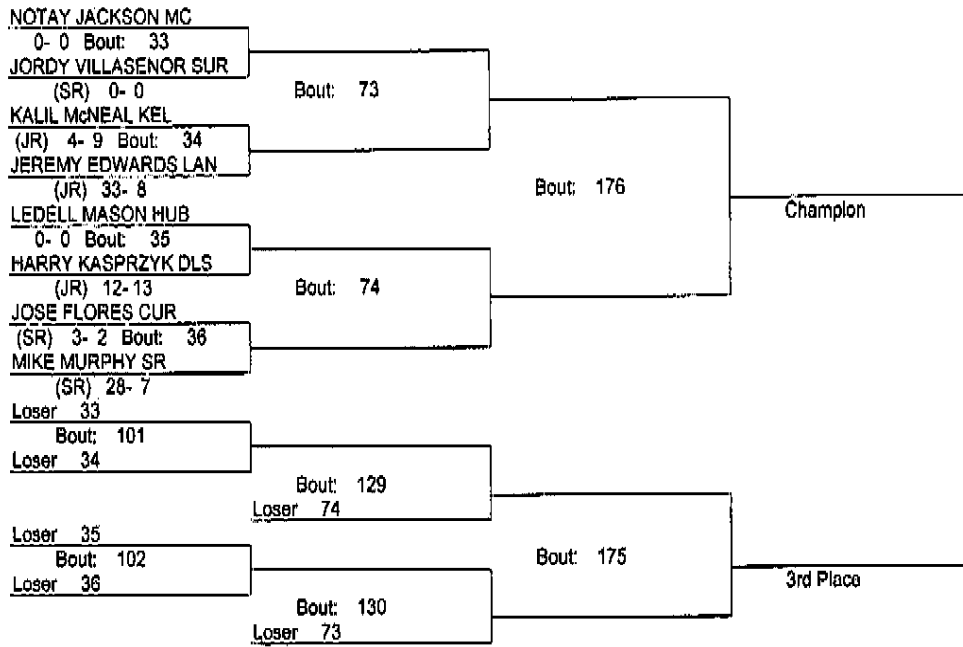 NOTAY JACKSON MC
0- 0 Bout: 33
JORDY VILLASENOR SUR
(SR) 0- 0
Bout: 73
KALIL McNEAL KEL
(JR) 4- 9 Bout: 34
JEREMY EDWARDS LAN
(JR) 33- 8
Bout: 176
Champion
LEDELL MASON HUB
0- 0 Bout: 35
HARRY KASPRZYK DLS
(JR) 12- 13
Bout: 74
JOSE FLORES CUR
(SR) 3- 2 Bout: 36
MIKE MURPHY SR
(SR) 28- 7
Loser 33
Bout: 101
Loser 34
Bout: 129
Loser 74
Loser 35
Bout: 102
Loser 36
Bout: 175
3rd Place
Bout: 130
Loser 73